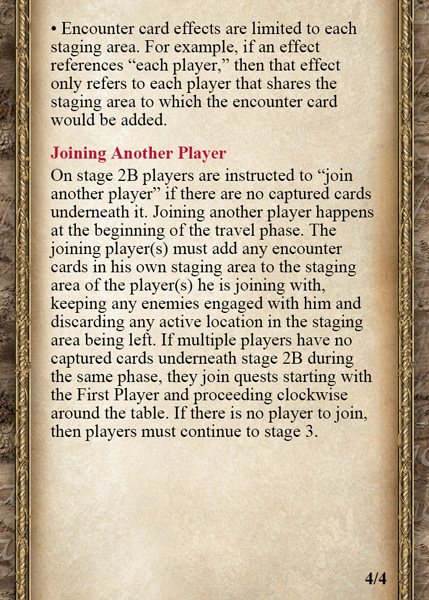 • Encounter card effects are limited to each
staging area. For example, if an effect
references “each player,” then that effect
only refers to each player that shares the
staging area to which the encounter card
would be added.
Joining Another Player
On stage 2B players are instructed to “join
another player” if there are no captured cards
underneath it. Joining another player happens
at the beginning of the travel phase. The
joining player(s) must add any encounter
cards in his own staging area to the staging
area of the player(s) he is joining with,
keeping any enemies engaged with him and
discarding any active location in the staging
area being left. If multiple players have no
captured cards underneath stage 2B during
the same phase, they join quests starting with
the First Player and proceeding clockwise
around the table. If there is no player to join,
then players must continue to stage 3.
4/4